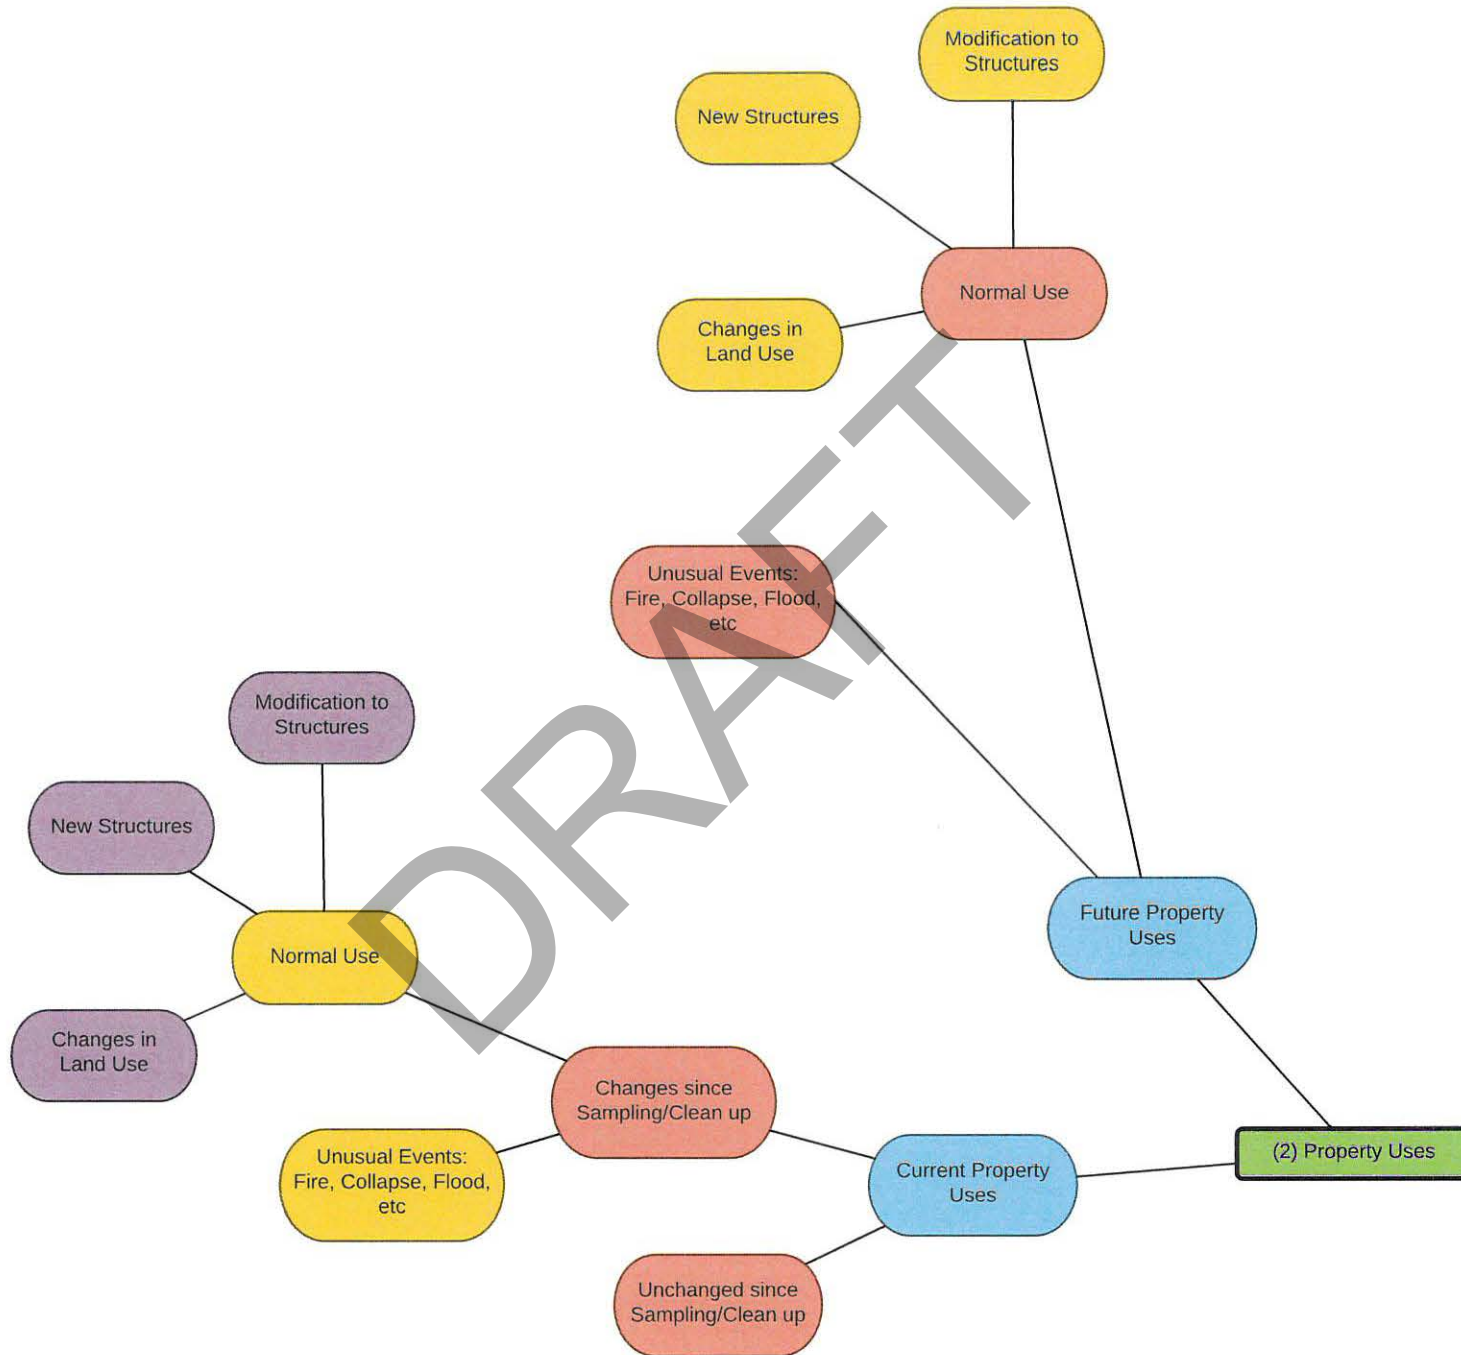 Modification to
Structures
New Structures
Normal Use
Changes in
Land Use
Unusual Events:
Fire, Collapse, Flood,
etc
Modification to
Structures
New Structures
Future Property
Uses
Normal Use
Changes in
Land Use
Changes since
Sampling/Clean up
Unusual Events:
Fire, Collapse, Flood,
etc
Current Property
Uses
(2) Property Uses
Unchanged since
Sampling/Clean up
DRAFT